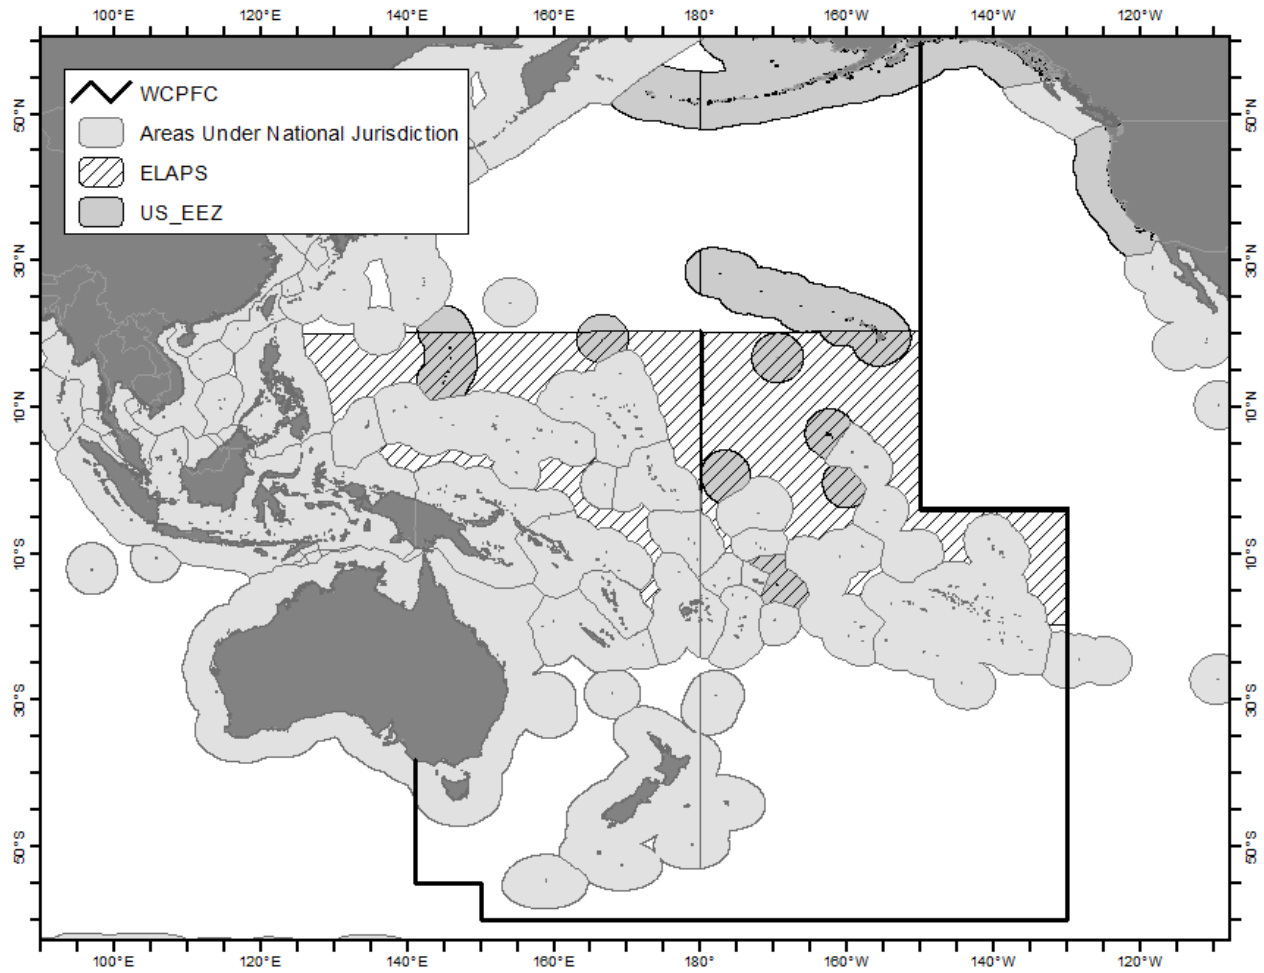 100°E 120°E 140°E 160°E 180° 160°W 140°W 120°W
WCPFC
Areas Under National Jurisdiction
ELAPS
US_EEZ
50°N 50°N
30°N 30°N
10°N 10°N
10°S 10°S
30°S 30°S
50°S 50°S
100°E 120°E 140°E 160°E 180° 160°W 140°W 120°W